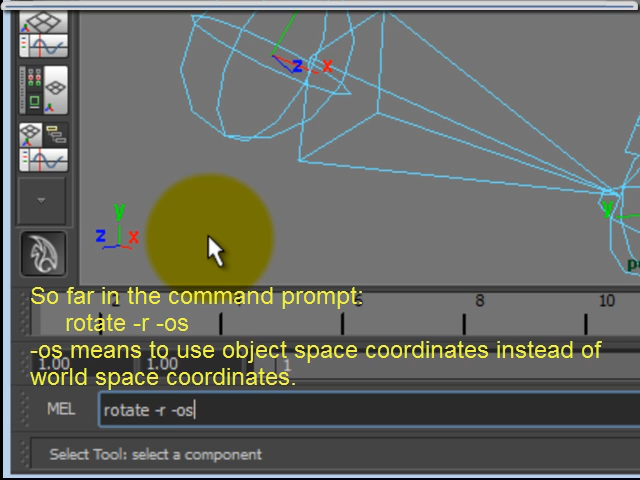 z x
y
y
z x
So far in the command prompt:
rotate -r -os
-os means to use object space coordinates instead of
world space coordinates.
8 10
1.00 1.00 1
MEL rotate -r -os
Select Tool: select a component